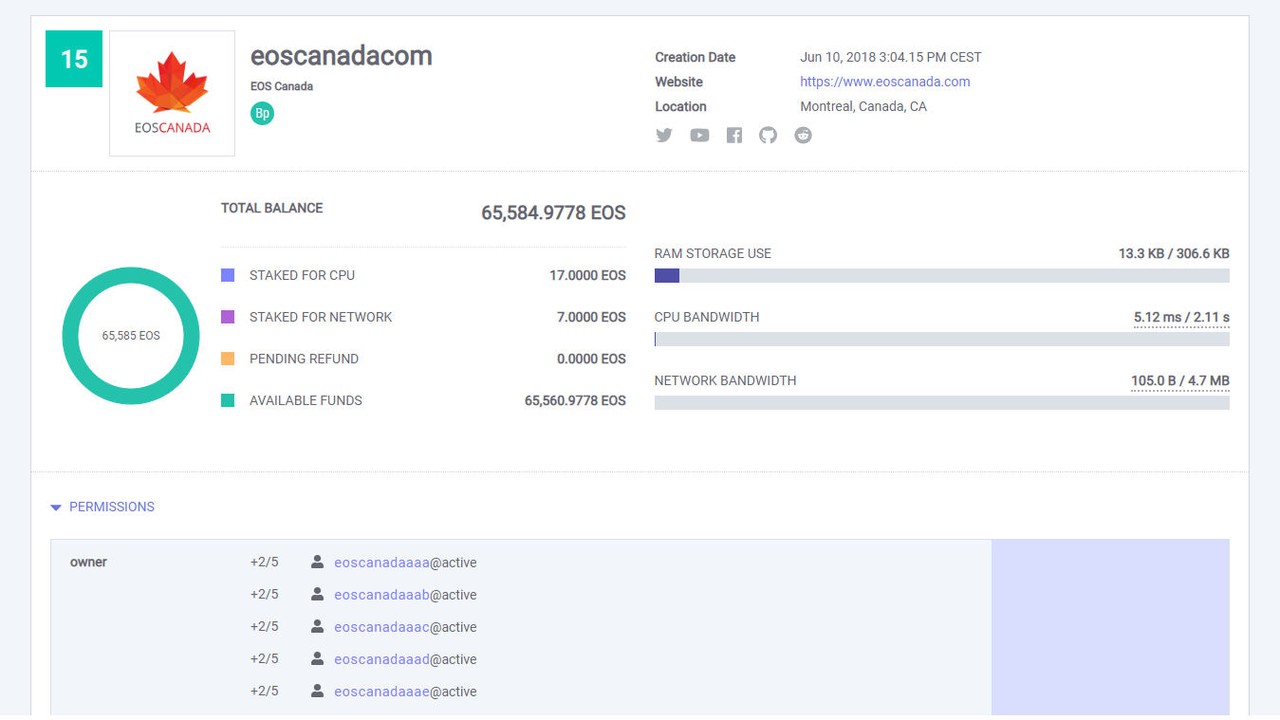 15
EOSCANADA
eoscanadacom
EOS Canada
Bp
Creation Date Jun 10, 2018 3:04.15 PM CEST
Website https://www.eoscanada.com
Location Montreal, Canada, CA
65,585 EOS
TOTAL BALANCE 65,584.9778 EOS
STAKED FOR CPU 17.0000 EOS
STAKED FOR NETWORK 7.0000 EOS
PENDING REFUND 0.0000 EOS
AVAILABLE FUNDS 65,560.9778 EOS
RAM STORAGE USE 13.3 KB / 306.6 KB
CPU BANDWIDTH 5.12 ms / 2.11 s
NETWORK BANDWIDTH 105.0 B / 4.7 MB
PERMISSIONS
owner +2/5 eoscanadaaaa@active
+2/5 eoscanadaaab@active
+2/5 eoscanadaaac@active
+2/5 eoscanadaaad@active
+2/5 eoscanadaaae@active